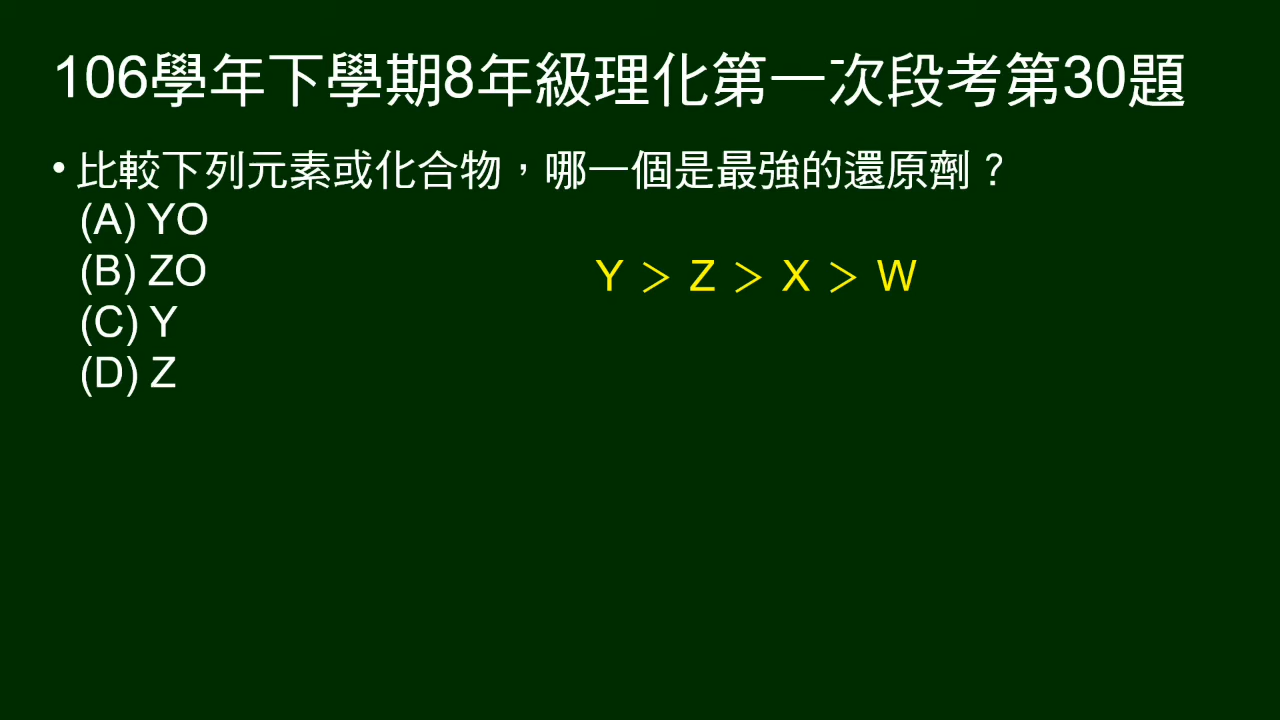 106學年下學期8年級理化第一次段考第30題
• 比較下列元素或化合物，哪一個是最強的還原劑？
(A) YO
(B) ZO
Y ＞ Z ＞ X ＞ W
(C) Y
(D) Z